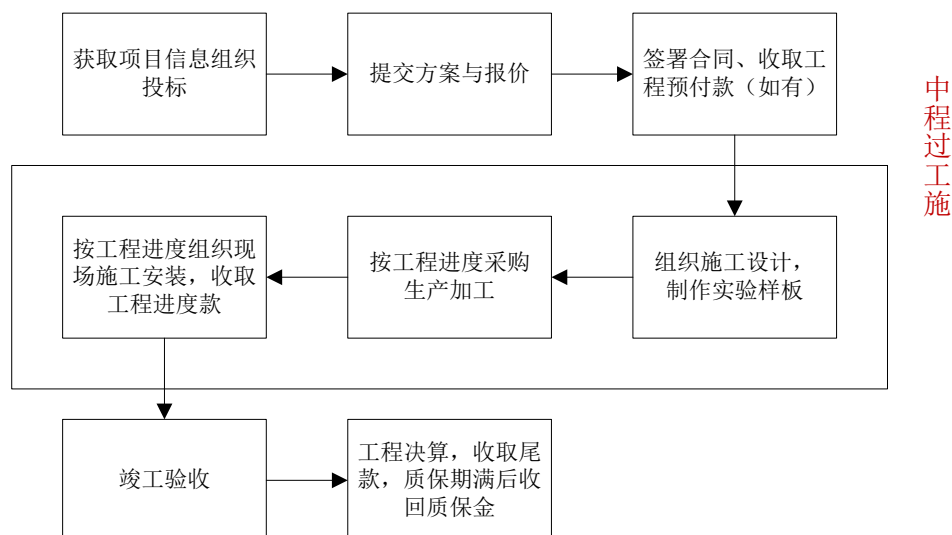 获取项目信息组织
投标
提交方案与报价
签署合同、收取工
程预付款（如有）
中程过工施
按工程进度组织现
场施工安装，收取
工程进度款
按工程进度采购
生产加工
组织施工设计，
制作实验样板
竣工验收
工程决算，收取尾
款，质保期满后收
回质保金